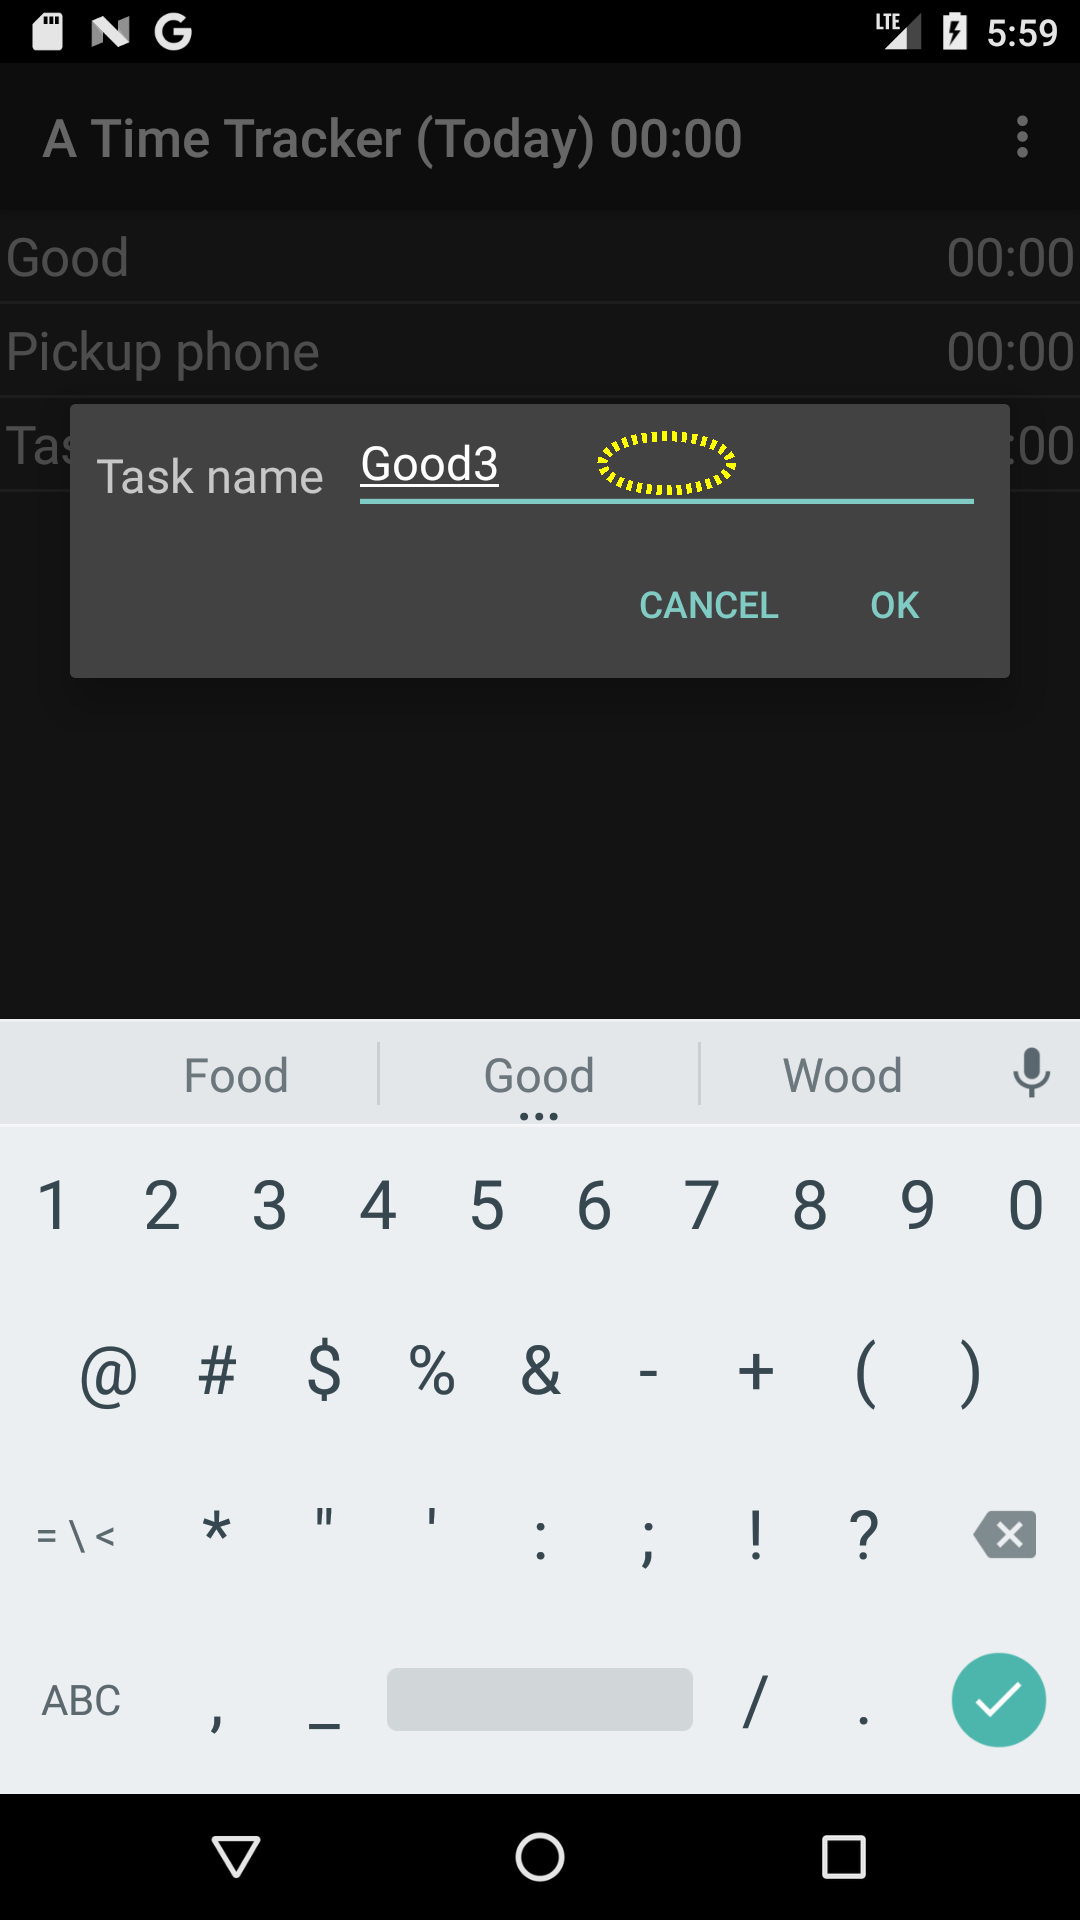 LTE 5:59
A Time Tracker (Today) 00:00
Good 00:00
Pickup phone 00:00
Tas :00
Task name Good3
CANCEL OK
Food Good Wood
1 2 3 4 5 6 7 8 9 0
@ # $ % & - + ( )
= \ < * " ' : ; ! ?
ABC , _ / .